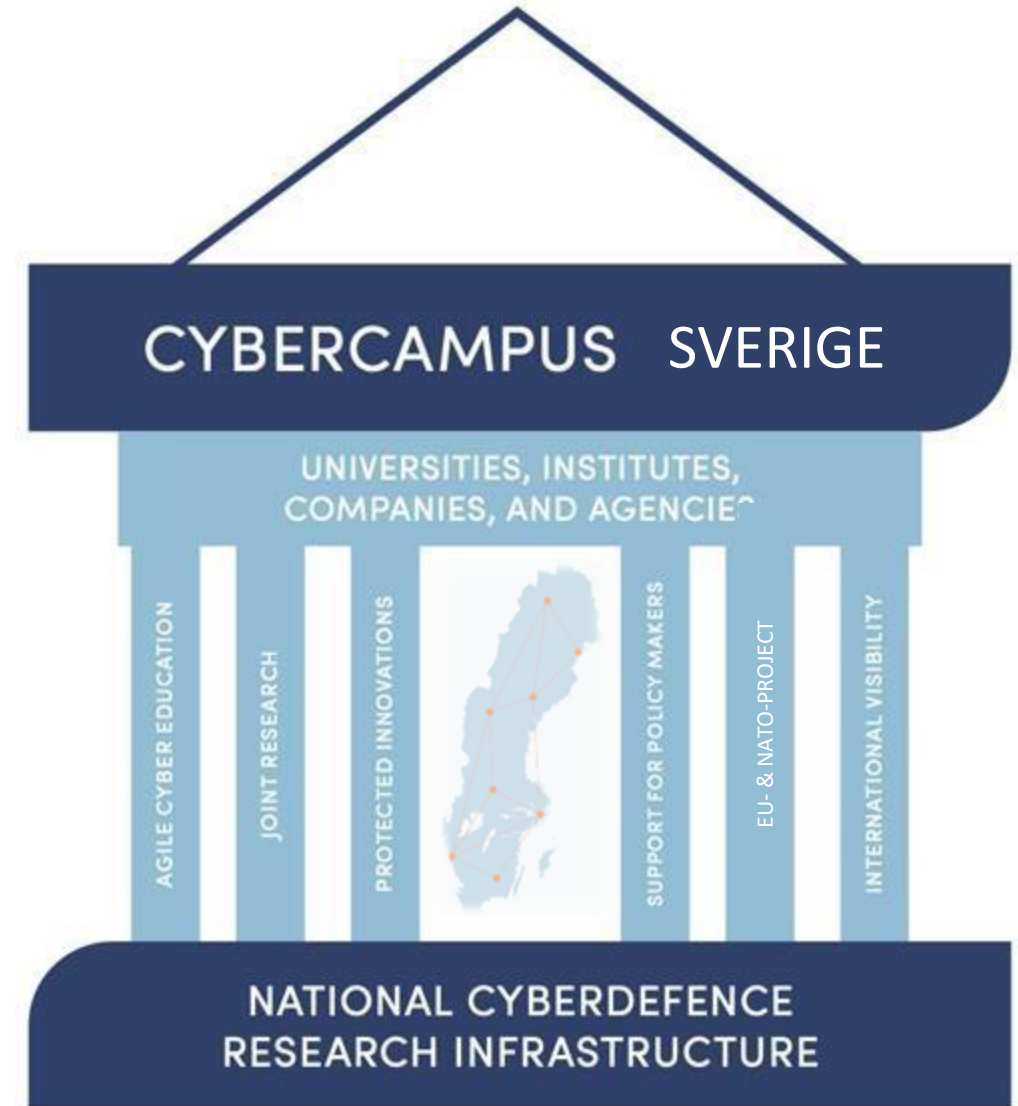 CYBERCAMPUS SVERIGE
UNIVERSITIES, INSTITUTES,
COMPANIES, AND AGENCIES
AGILE CYBER EDUCATION
JOINT RESEARCH
PROTECTED INNOVATIONS
SUPPORT FOR POLICY MAKERS
EU- & NATO-PROJECT
INTERNATIONAL VISIBILITY
NATIONAL CYBERDEFENCE
RESEARCH INFRASTRUCTURE